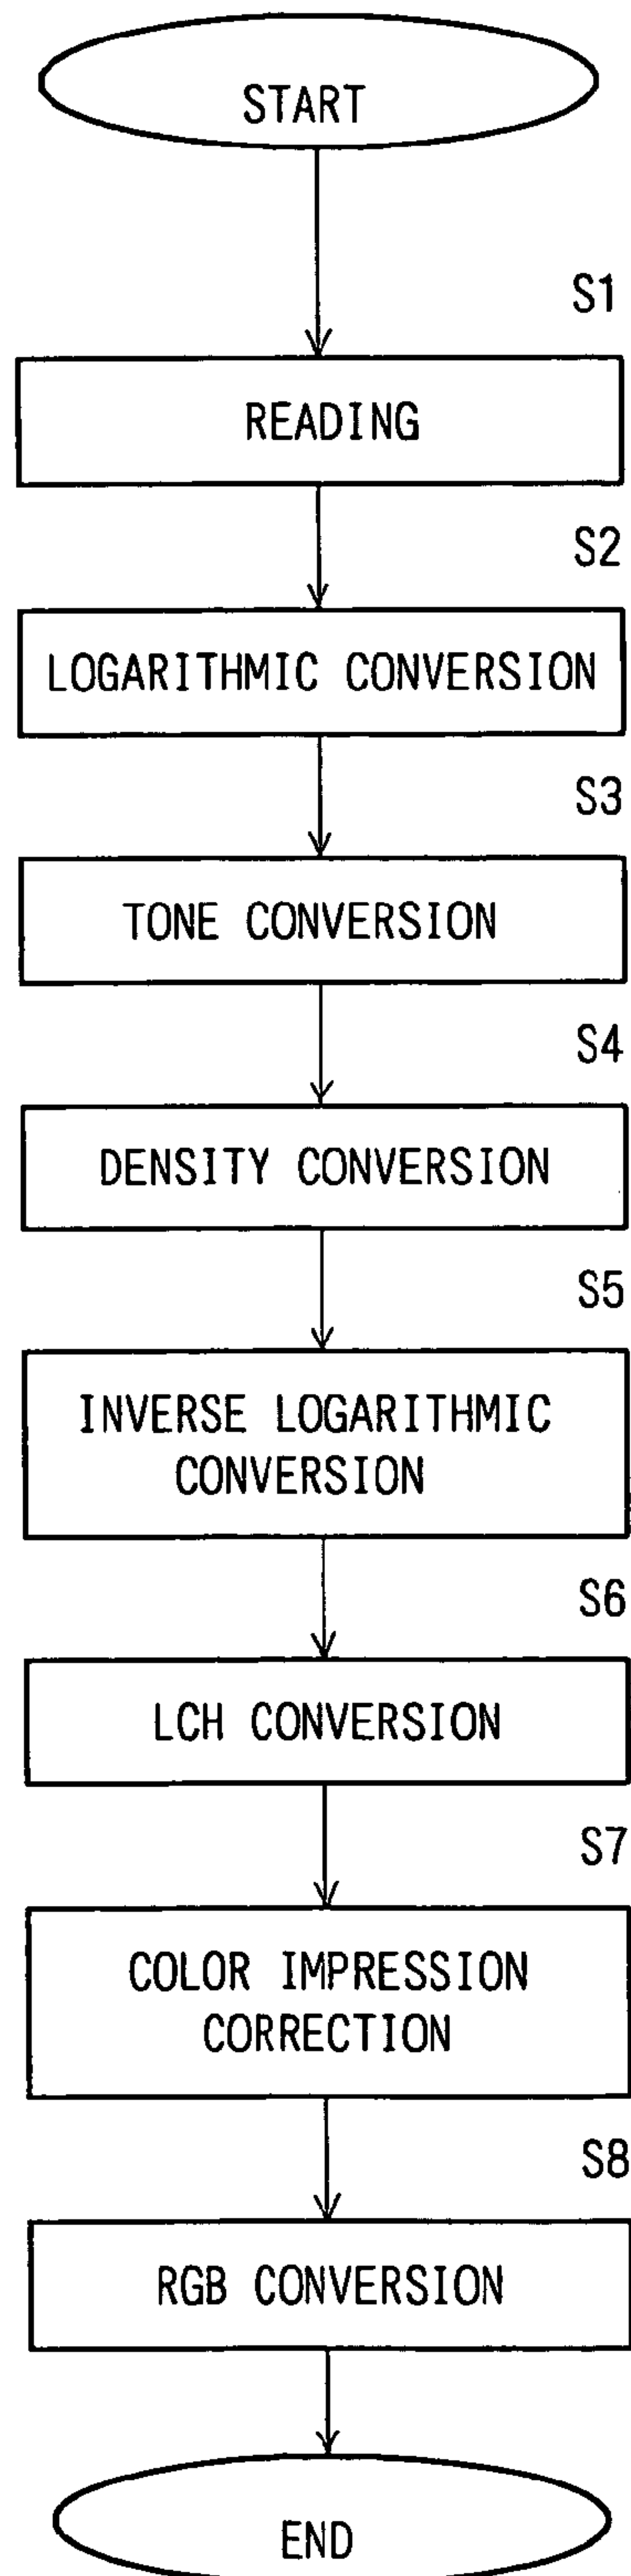 START
S1
READING
S2
LOGARITHMIC CONVERSION
S3
TONE CONVERSION
S4
DENSITY CONVERSION
S5
INVERSE LOGARITHMIC
CONVERSION
S6
LCH CONVERSION
S7
COLOR IMPRESSION
CORRECTION
S8
RGB CONVERSION
END